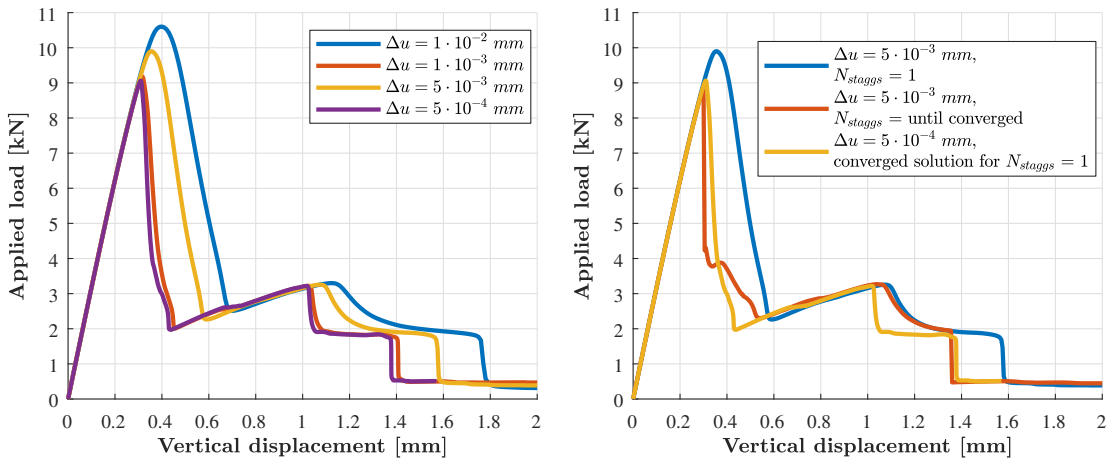 11
10
9
8
7
6
5
4
3
2
1
0
0 0.2 0.4 0.6 0.8 1 1.2 1.4 1.6 1.8 2
Applied load [kN]
Vertical displacement [mm]
Δu = 1 · 10⁻² mm
Δu = 1 · 10⁻³ mm
Δu = 5 · 10⁻³ mm
Δu = 5 · 10⁻⁴ mm
11
10
9
8
7
6
5
4
3
2
1
0
0 0.2 0.4 0.6 0.8 1 1.2 1.4 1.6 1.8 2
Applied load [kN]
Vertical displacement [mm]
Δu = 5 · 10⁻³ mm,
N_staggs = 1
Δu = 5 · 10⁻³ mm,
N_staggs = until converged
Δu = 5 · 10⁻⁴ mm,
converged solution for N_staggs = 1